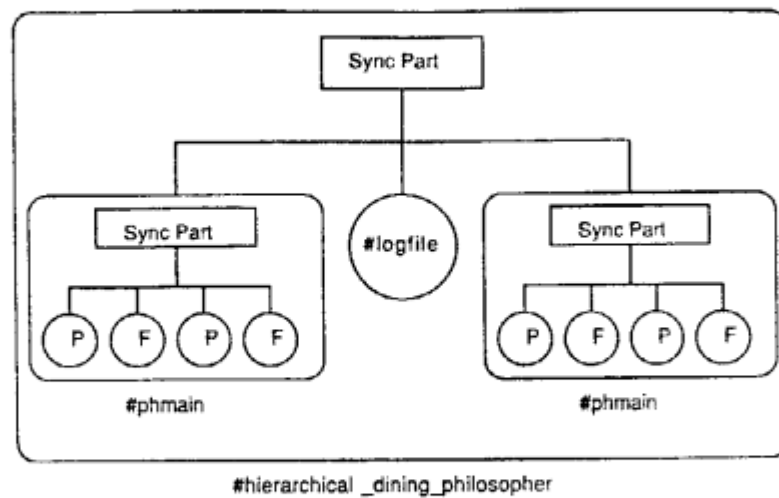 Sync Part
Sync Part
#logfile
Sync Part
P F P F
P F P F
#phmain
#phmain
#hierarchical _dining_philosopher